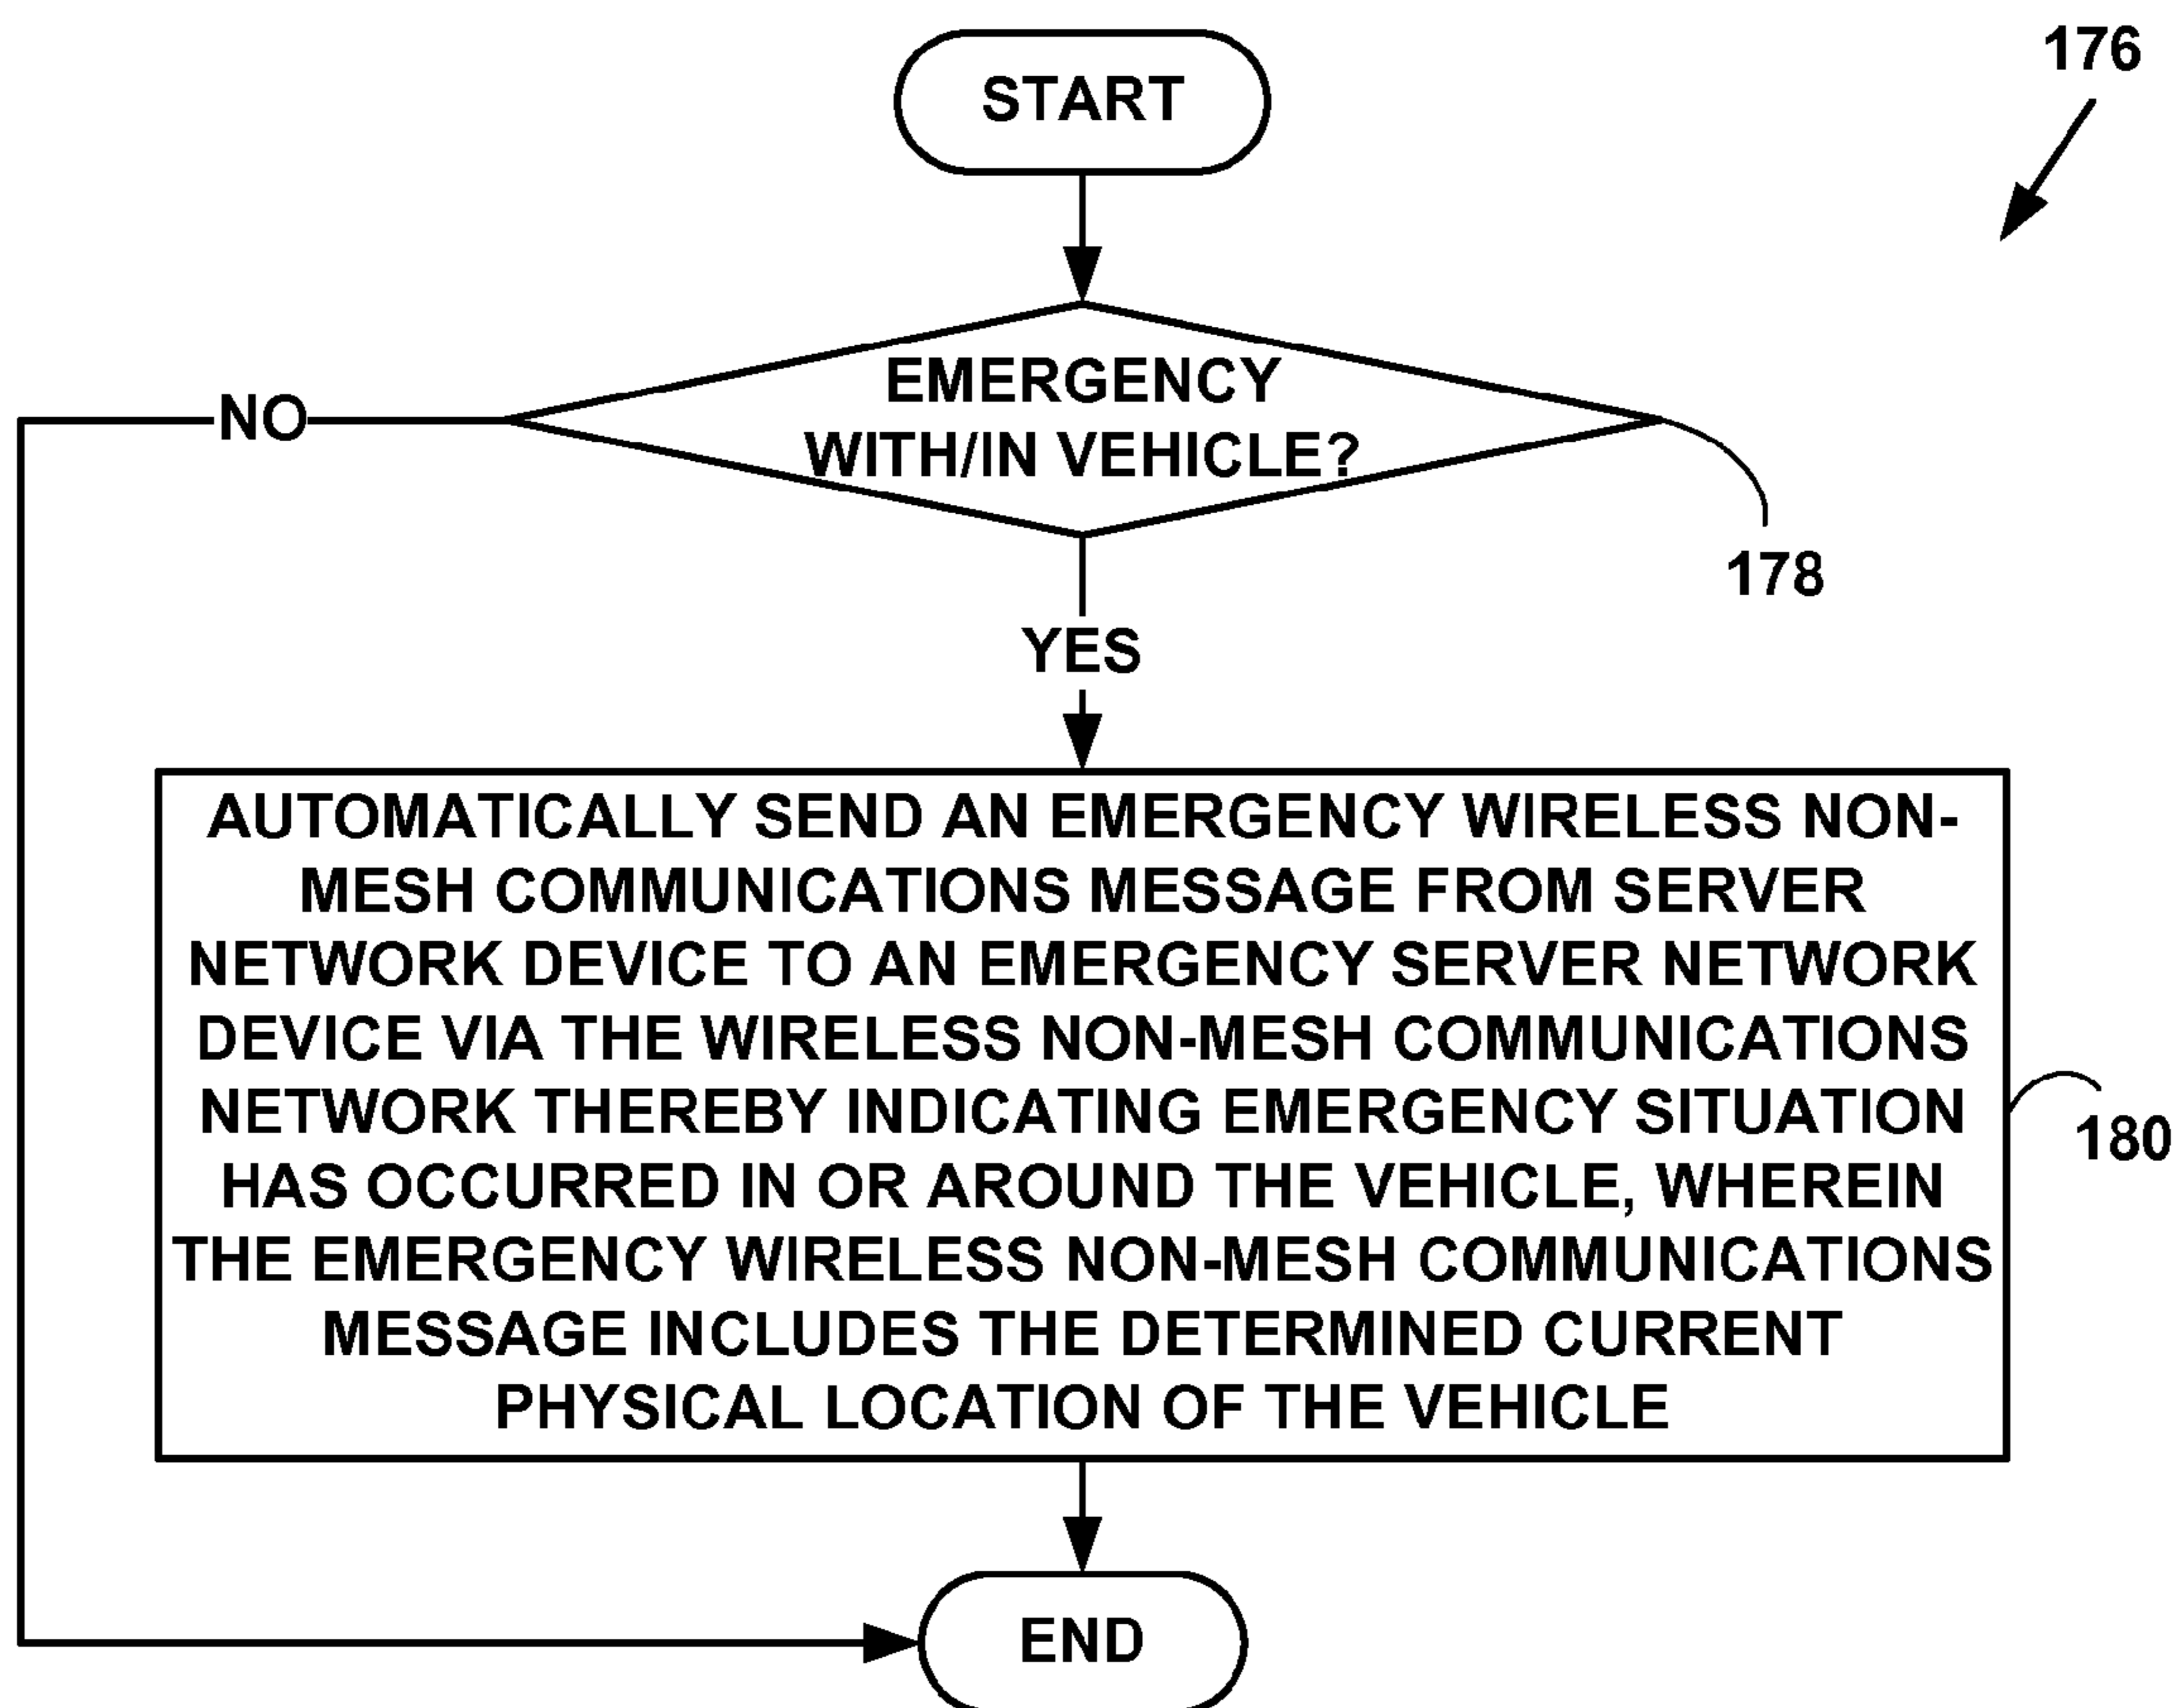 176
START
EMERGENCY
WITH/IN VEHICLE?
NO
178
YES
AUTOMATICALLY SEND AN EMERGENCY WIRELESS NON-
MESH COMMUNICATIONS MESSAGE FROM SERVER
NETWORK DEVICE TO AN EMERGENCY SERVER NETWORK
DEVICE VIA THE WIRELESS NON-MESH COMMUNICATIONS
NETWORK THEREBY INDICATING EMERGENCY SITUATION
HAS OCCURRED IN OR AROUND THE VEHICLE, WHEREIN
THE EMERGENCY WIRELESS NON-MESH COMMUNICATIONS
MESSAGE INCLUDES THE DETERMINED CURRENT
PHYSICAL LOCATION OF THE VEHICLE
180
END